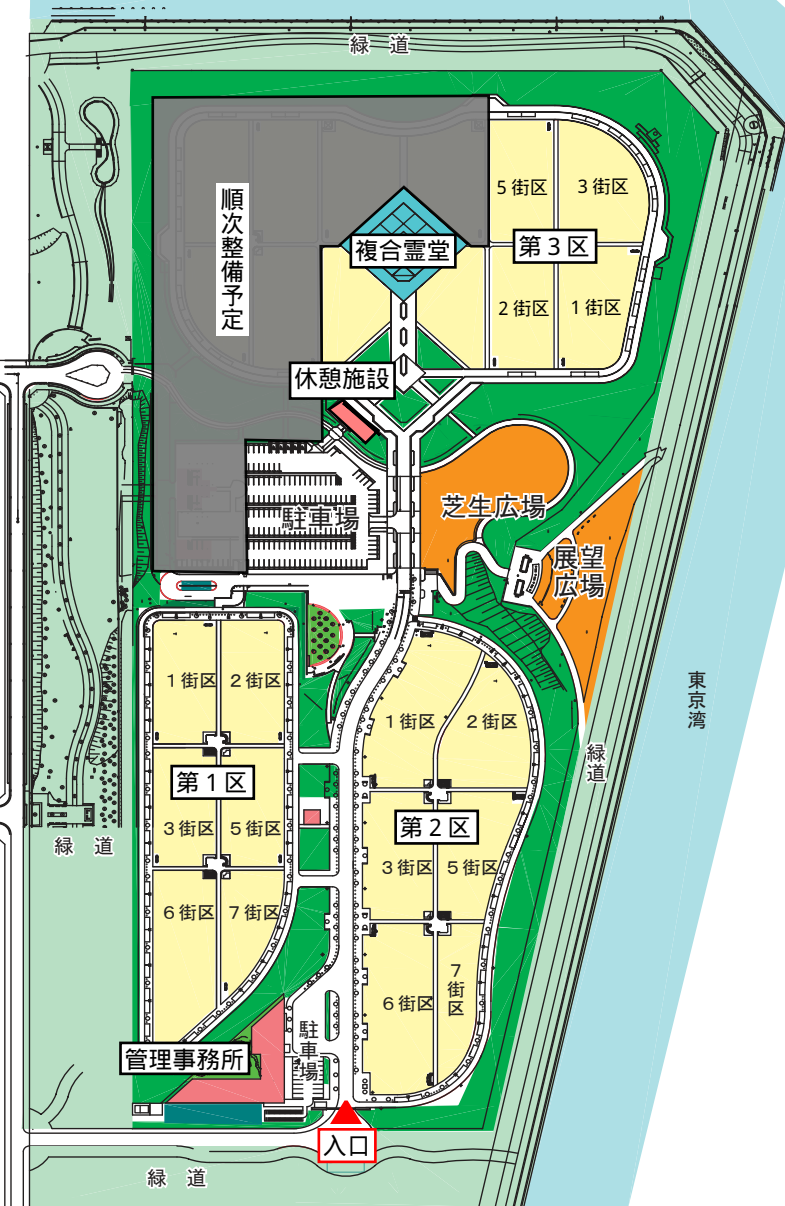 緑 道
順次整備予定
5街区
3街区
複合霊堂
第3区
2街区
1街区
休憩施設
駐車場
芝生広場
展望
広場
1街区
2街区
東京湾
1街区
2街区
緑道
第1区
第2区
3街区
5街区
緑 道
3街区
5街区
6街区
7街区
7街区
6街区
駐車場
管理事務所
入口
緑 道